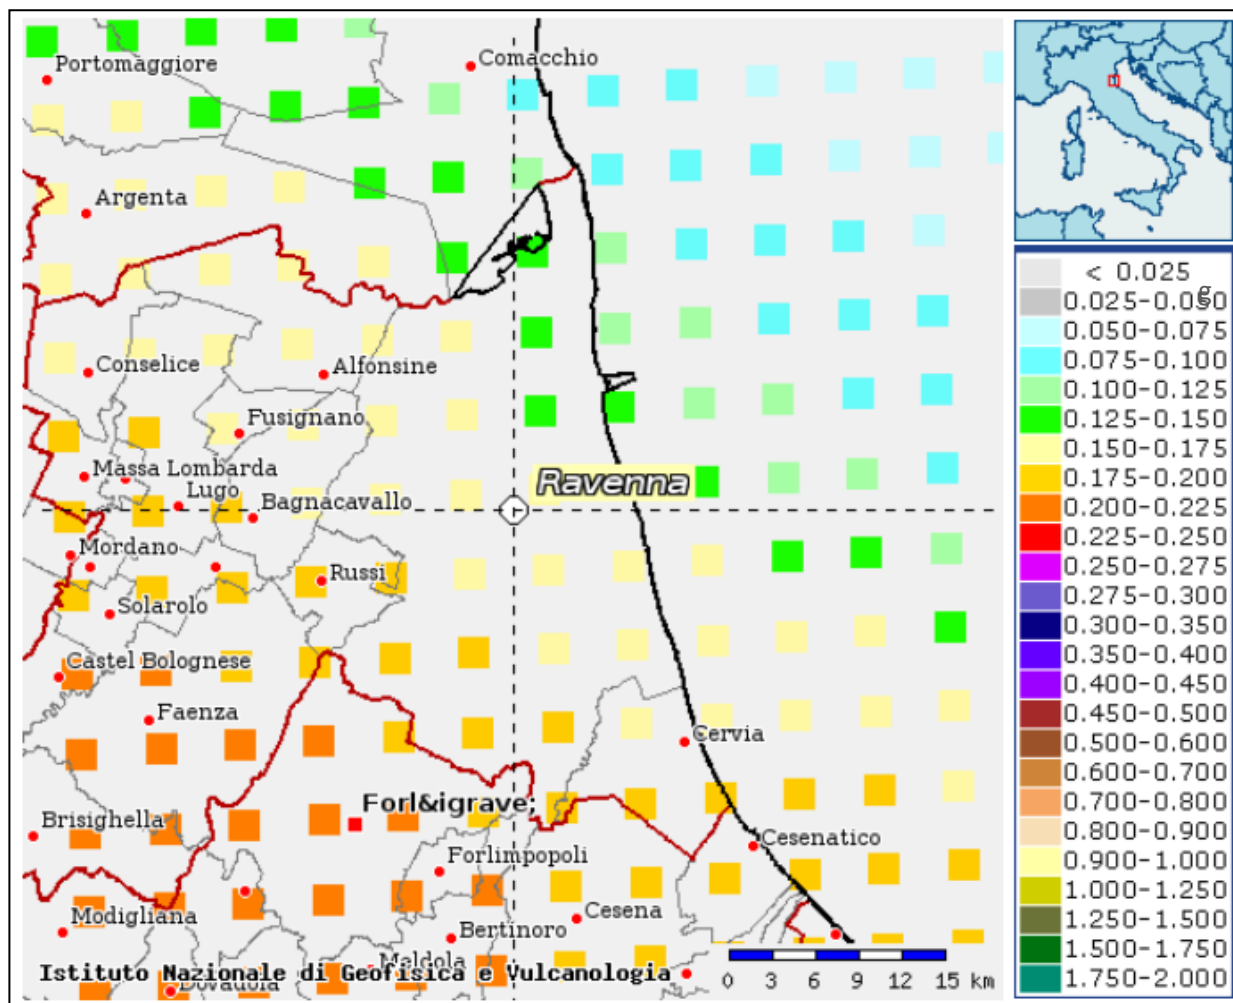 Comacchio
Portomaggiore
Argenta
Conselice
Alfonsine
Fusignano
Massa Lombarda
Lugo
Bagnacavallo
Ravenna
Mordano
Russi
Solarolo
Castel Bolognese
Faenza
Cervia
Forl&igrave;
Brisighella
Cesenatico
Forlimpopoli
Modigliana
Cesena
Bertinoro
Meldola
Istituto Nazionale di Geofisica e Vulcanologia
Dovadola
0 3 6 9 12 15 km
< 0.025
g
0.025-0.050
0.050-0.075
0.075-0.100
0.100-0.125
0.125-0.150
0.150-0.175
0.175-0.200
0.200-0.225
0.225-0.250
0.250-0.275
0.275-0.300
0.300-0.350
0.350-0.400
0.400-0.450
0.450-0.500
0.500-0.600
0.600-0.700
0.700-0.800
0.800-0.900
0.900-1.000
1.000-1.250
1.250-1.500
1.500-1.750
1.750-2.000